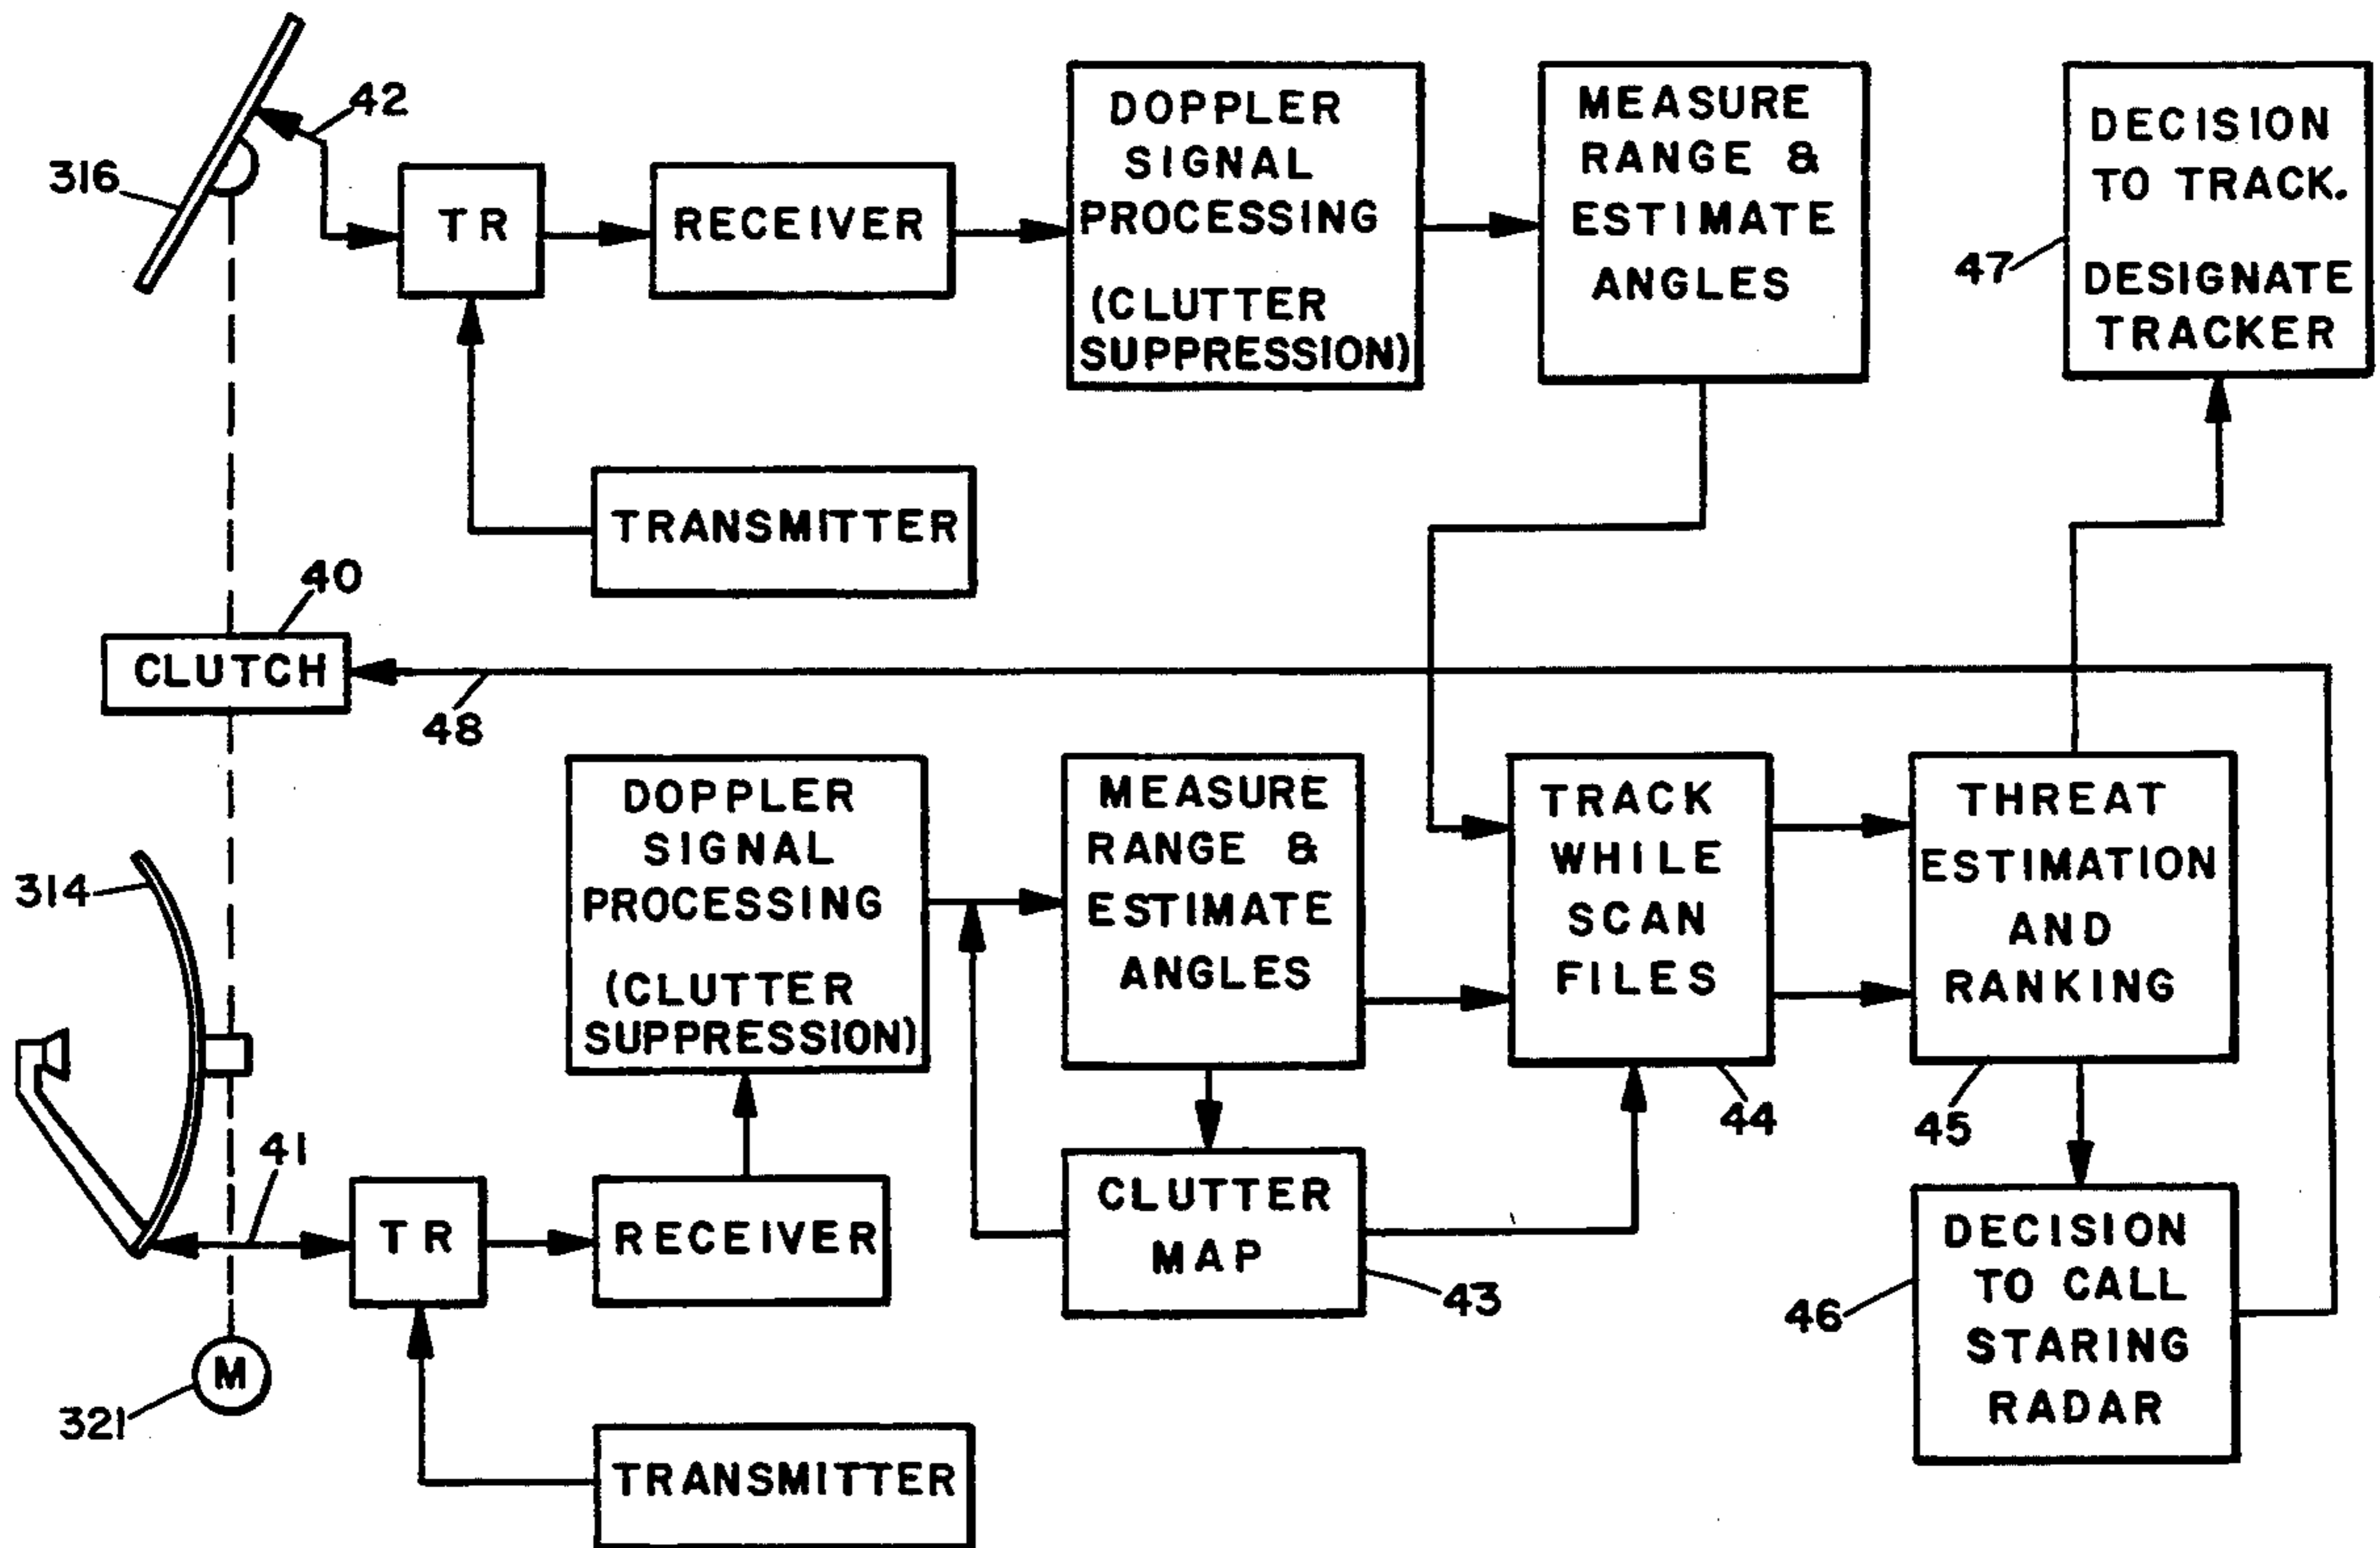 42
316
TR
RECEIVER
DOPPLER
SIGNAL
PROCESSING
(CLUTTER
SUPPRESSION)
MEASURE
RANGE &
ESTIMATE
ANGLES
DECISION
TO TRACK.
DESIGNATE
TRACKER
47
TRANSMITTER
40
CLUTCH
48
DOPPLER
SIGNAL
PROCESSING
(CLUTTER
SUPPRESSION)
MEASURE
RANGE &
ESTIMATE
ANGLES
TRACK
WHILE
SCAN
FILES
THREAT
ESTIMATION
AND
RANKING
314
44
45
41
TR
RECEIVER
CLUTTER
MAP
43
DECISION
TO CALL
STARING
RADAR
46
M
321
TRANSMITTER